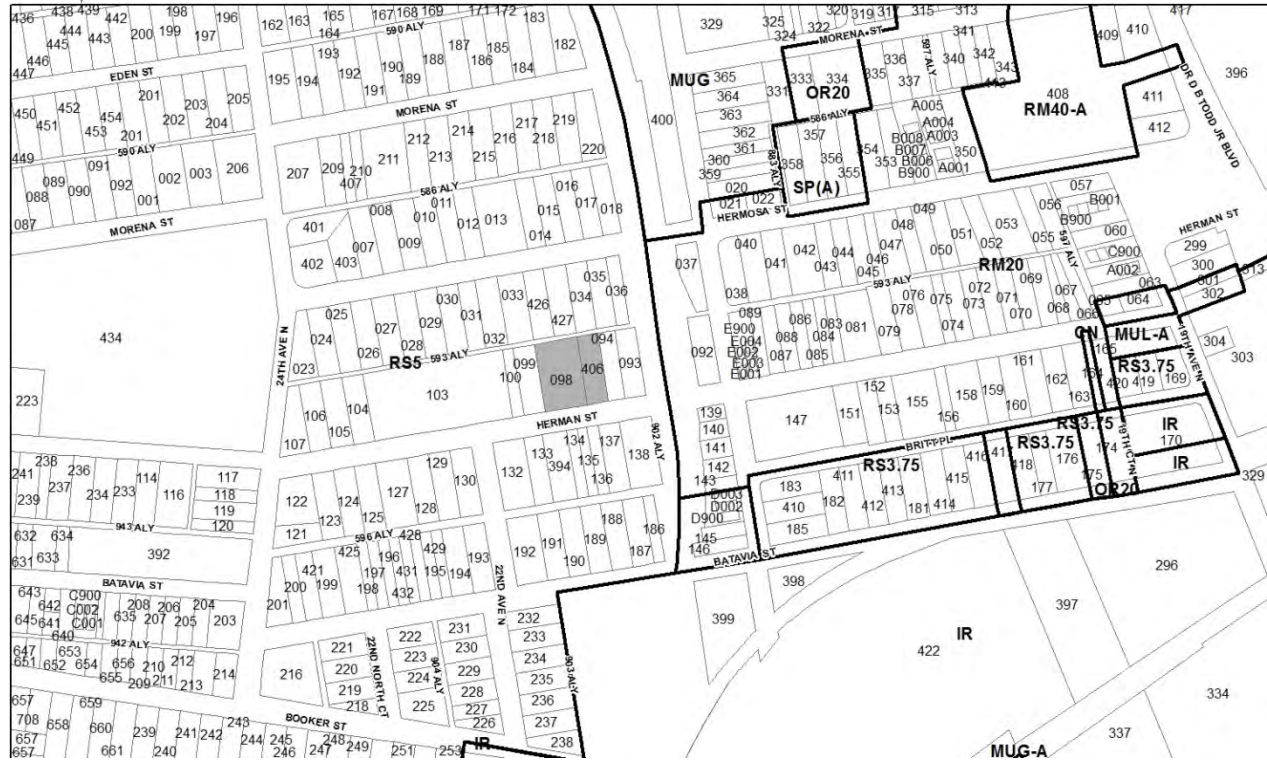 436 438 439 442 198 196 162 163 165 167 168 169 171 172 183 329 325 320 319 317 315 313 417
445 444 443 200 199 197 164 590 ALY 324 322 341 409 410
446 193 187 185 182 MORENA ST 597 ALY 342
447 EDEN ST 195 194 192 190 188 186 184 MUG 365 333 334 336 340 343 DR D B TODD JR BLVD 396
191 189 364 331 OR20 335 337 408 411
450 452 201 203 205 MORENA ST 400 363 586 ALY A005 RM40-A 412
451 454 202 204 212 214 217 219 362 357 A004
453 201 216 218 361 B008 A003
449 590 ALY 211 213 215 220 360 883 ALY 358 356 354 B007 350
091 206 207 209 210 359 355 353 B006 A001
089 092 002 003 407 586 ALY 020 SP(A) B900 057
088 090 001 016 021 022 B001
087 401 008 011 015 017 018 HERMOSA ST 049 056 B900
MORENA ST 010 012 013 014 048 053 060 HERMAN ST
402 403 007 009 040 042 044 047 051 055 597 ALY C900 299
037 041 043 046 050 052 300
035 045 RM20 A002 301 313
030 033 034 036 038 593 ALY 069 067 063 302
434 025 029 031 426 427 089 076 075 072 071 068 064
24TH AVE N 024 027 028 032 094 E900 086 083 078 073 070 066 CN MUL-A 19TH AVE N 304 303
026 593 ALY 099 406 093 092 E004 088 084 081 079 074 165
023 RS5 100 098 E002 087 085 161 164 RS3.75
E003
E001
223 106 104 103 HERMAN ST 139 152 155 158 159 162 163 420 419 169
107 105 902 ALY 140 147 151 153 156 160
134 137 141 RS3.75 IR
241 238 236 114 117 129 133 394 135 138 142 BRITT PL RS3.75 174 170
239 237 234 233 116 118 122 124 127 130 132 136 143 411 RS3.75 416 418 176 19TH CT N IR
119 121 123 125 128 D003 183 413 415 177 175 OR20 329
943 ALY 120 596 ALY 428 188 186 D002 410 182 412 181 414
632 634 425 196 429 193 191 189 D900 185
631 633 392 421 197 431 195 194 192 190 187 145
BATAVIA ST 200 199 198 432 146 BATAVIA ST 296
643 C900 208 206 204 201 22ND AVE N 398
642 C002 635 207 205 203 231 232 397
645 641 C001 221 222 230 233 399
640 942 ALY 220 223 904 ALY 229 234 903 ALY IR
647 653 656 210 212 216 219 22ND NORTH CT 224 228 235 422
651 652 654 655 209 211 213 214 218 225 227 236 334
657 659 BOOKER ST 226 237
708 658 660 243 245 248 IR 238 337
657 661 239 241 242 244 246 247 249 251 253 MUG-A
657 240